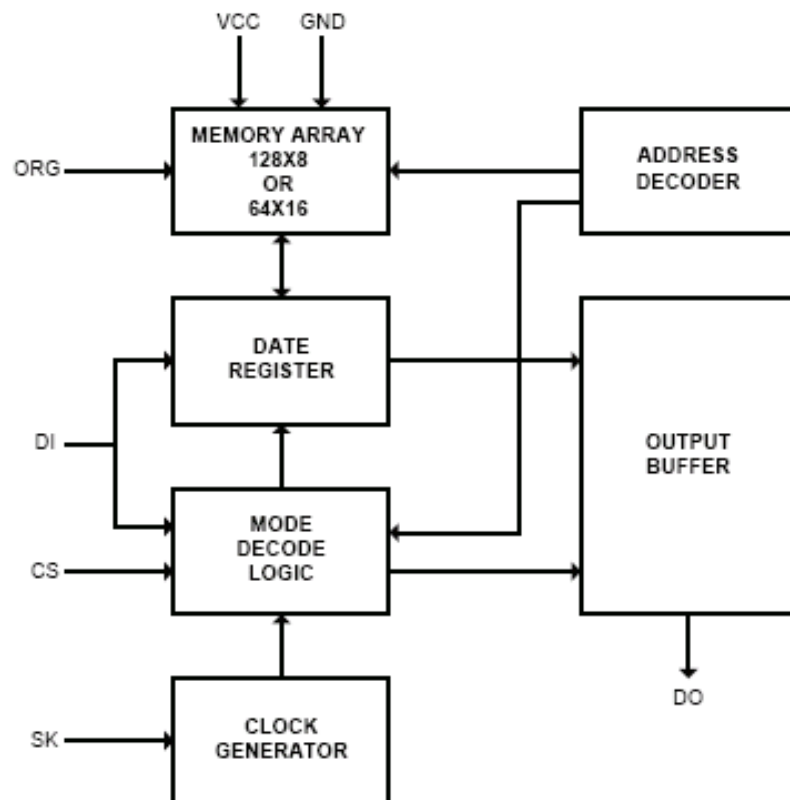 VCC
GND
ORG
MEMORY ARRAY
128X8
OR
64X16
ADDRESS
DECODER
DATE
REGISTER
DI
OUTPUT
BUFFER
MODE
DECODE
LOGIC
CS
DO
SK
CLOCK
GENERATOR